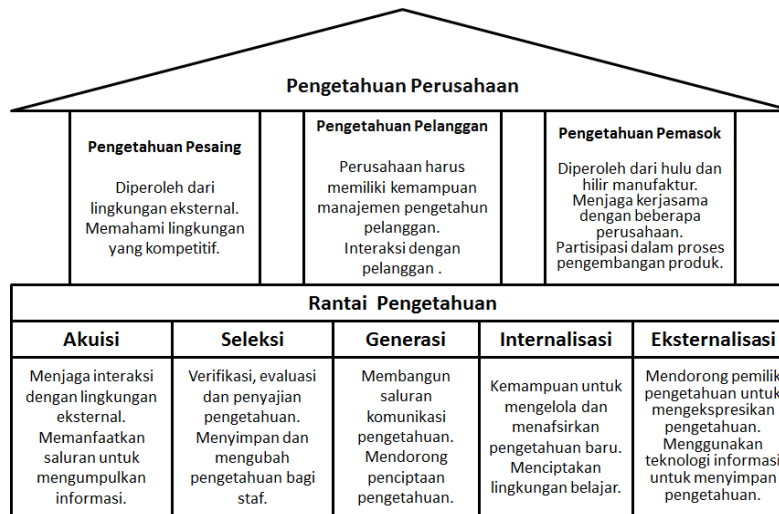 Pengetahuan Perusahaan
Pengetahuan Pesaing
Diperoleh dari
lingkungan eksternal.
Memahami lingkungan
yang kompetitif.
Pengetahuan Pelanggan
Perusahaan harus
memiliki kemampuan
manajemen pengetahun
pelanggan.
Interaksi dengan
pelanggan .
Pengetahuan Pemasok
Diperoleh dari hulu dan
hilir manufaktur.
Menjaga kerjasama
dengan beberapa
perusahaan.
Partisipasi dalam proses
pengembangan produk.
Rantai Pengetahuan
Akuisi
Menjaga interaksi
dengan lingkungan
eksternal.
Memanfaatkan
saluran untuk
mengumpulkan
informasi.
Seleksi
Verifikasi, evaluasi
dan penyajian
pengetahuan.
Menyimpan dan
mengubah
pengetahuan bagi
staf.
Generasi
Membangun
saluran
komunikasi
pengetahuan.
Mendorong
penciptaan
pengetahuan.
Internalisasi
Kemampuan untuk
mengelola dan
menafsirkan
pengetahuan baru.
Menciptakan
lingkungan belajar.
Eksternalisasi
Mendorong pemilik
pengetahuan untuk
mengekspresikan
pengetahuan.
Menggunakan
teknologi informasi
untuk menyimpan
pengetahuan.